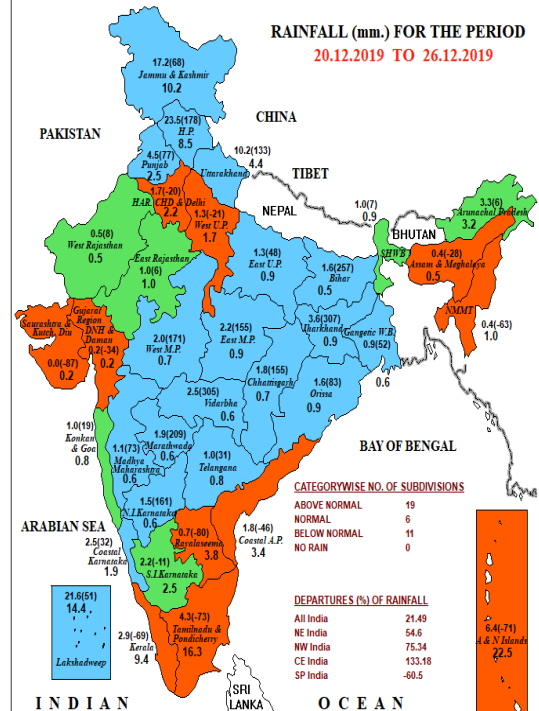 RAINFALL (mm.) FOR THE PERIOD
20.12.2019 TO 26.12.2019
17.2(68)
Jammu & Kashmir
10.2
CHINA
23.5(178)
H.P.
8.5
PAKISTAN
4.5(77)
Punjab
2.5
10.2(133)
4.4
Uttarakhand
TIBET
1.7(-20)
HAR. CHD & Delhi
2.2
1.3(-21)
West U.P.
1.7
NEPAL
1.0(7)
0.9
BHUTAN
3.3(6)
Arunachal Pradesh
3.2
0.5(8)
West Rajasthan
0.5
East Rajasthan
1.0(6)
1.0
1.3(48)
East U.P.
0.9
1.6(257)
Bihar
0.5
SHWB
0.4(-28)
Assam & Meghalaya
0.5
NMMT
0.4(-63)
1.0
Saurashtra &
Kutch, Diu
0.0(-87)
0.2
Gujarat
Region
DNH &
Daman
0.2(-34)
0.2
2.0(171)
West M.P.
0.7
2.2(155)
East M.P.
0.9
3.6(307)
Jharkhand
0.9
Gangetic W.B.
0.9(52)
0.6
1.8(155)
Chhattisgarh
0.7
1.6(83)
Orissa
0.9
2.5(305)
Vidarbha
0.6
1.0(19)
Konkan
& Goa
0.8
1.1(73)
Madhya
Maharashtra
0.6
1.9(209)
Marathwada
0.6
1.0(31)
Telangana
0.8
BAY OF BENGAL
1.5(161)
N.I.Karnataka
0.6
ARABIAN SEA
2.5(32)
Coastal
Karnataka
1.9
0.7(-80)
Rayalaseema
3.8
1.8(-46)
Coastal A.P.
3.4
2.2(-11)
S.I.Karnataka
2.5
CATEGORYWISE NO. OF SUBDIVISIONS
ABOVE NORMAL 19
NORMAL 6
BELOW NORMAL 11
NO RAIN 0
21.6(51)
14.4
Lakshadweep
2.9(-69)
Kerala
9.4
4.3(-73)
Tamilnadu &
Pondicherry
16.3
DEPARTURES (%) OF RAINFALL
All India 21.49
NE India 54.6
NW India 75.34
CE India 133.18
SP India -60.5
6.4(-71)
A & N Islands
22.5
SRI
LANKA
INDIAN OCEAN